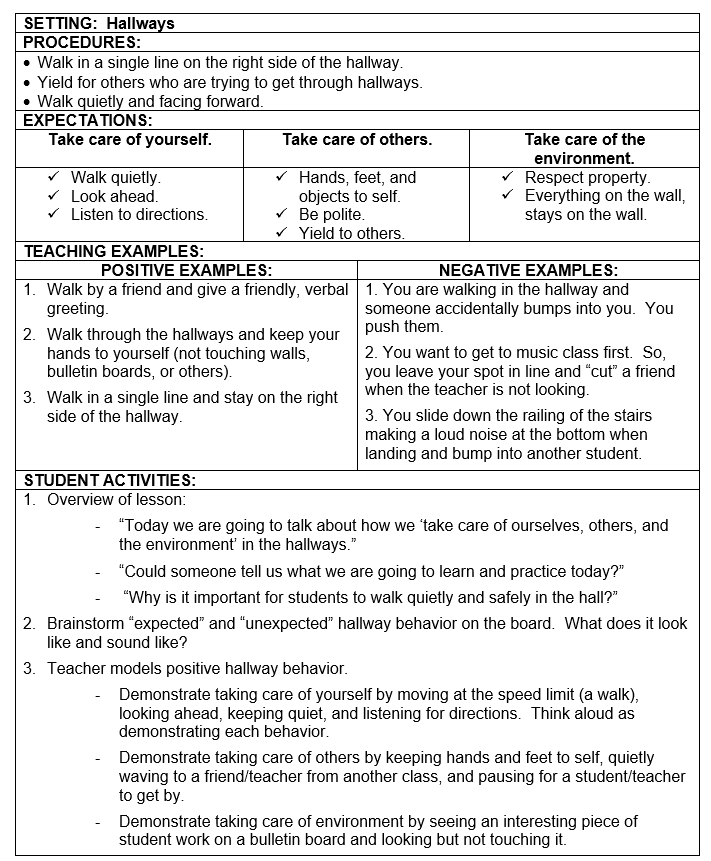 SETTING:  Hallways
PROCEDURES:
• Walk in a single line on the right side of the hallway.
• Yield for others who are trying to get through hallways.
• Walk quietly and facing forward.
EXPECTATIONS:
Take care of yourself.
✓ Walk quietly.
✓ Look ahead.
✓ Listen to directions.
Take care of others.
✓ Hands, feet, and
objects to self.
✓ Be polite.
✓ Yield to others.
Take care of the
environment.
✓ Respect property.
✓ Everything on the wall,
stays on the wall.
TEACHING EXAMPLES:
POSITIVE EXAMPLES:
1. Walk by a friend and give a friendly, verbal
greeting.
2. Walk through the hallways and keep your
hands to yourself (not touching walls,
bulletin boards, or others).
3. Walk in a single line and stay on the right
side of the hallway.
NEGATIVE EXAMPLES:
1. You are walking in the hallway and
someone accidentally bumps into you.  You
push them.
2. You want to get to music class first.  So,
you leave your spot in line and “cut” a friend
when the teacher is not looking.
3. You slide down the railing of the stairs
making a loud noise at the bottom when
landing and bump into another student.
STUDENT ACTIVITIES:
1. Overview of lesson:
- “Today we are going to talk about how we ‘take care of ourselves, others, and
the environment’ in the hallways.”
- “Could someone tell us what we are going to learn and practice today?”
- “Why is it important for students to walk quietly and safely in the hall?”
2. Brainstorm “expected” and “unexpected” hallway behavior on the board.  What does it look
like and sound like?
3. Teacher models positive hallway behavior.
- Demonstrate taking care of yourself by moving at the speed limit (a walk),
looking ahead, keeping quiet, and listening for directions.  Think aloud as
demonstrating each behavior.
- Demonstrate taking care of others by keeping hands and feet to self, quietly
waving to a friend/teacher from another class, and pausing for a student/teacher
to get by.
- Demonstrate taking care of environment by seeing an interesting piece of
student work on a bulletin board and looking but not touching it.